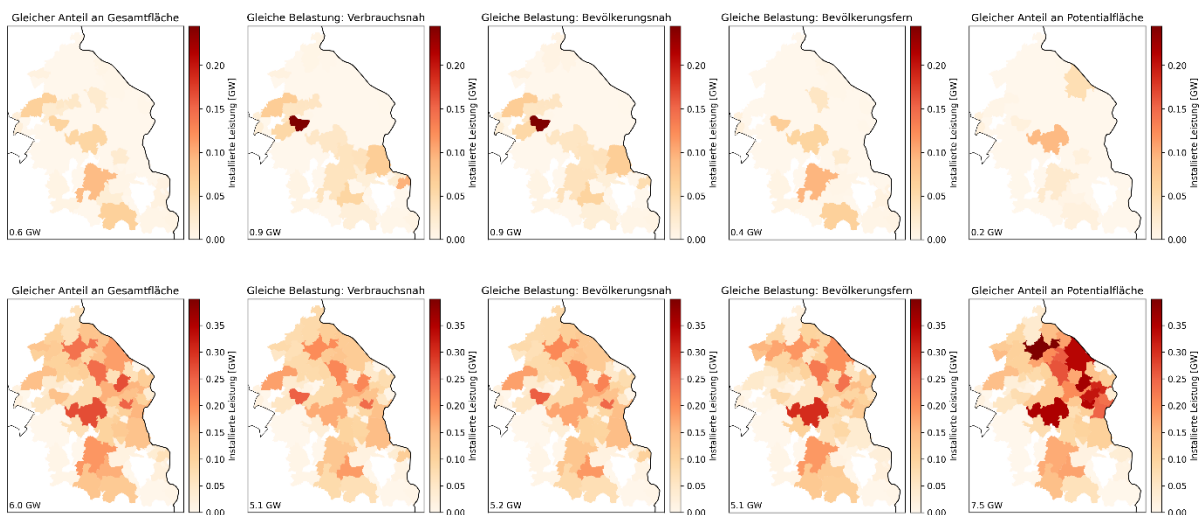 Gleicher Anteil an Gesamtfläche
Gleiche Belastung: Verbrauchsnah
Gleiche Belastung: Bevölkerungsnah
Gleiche Belastung: Bevölkerungsfern
Gleicher Anteil an Potentialfläche
0.20
0.15
0.10
0.05
0.00
Installierte Leistung [GW]
0.6 GW
0.20
0.15
0.10
0.05
0.00
Installierte Leistung [GW]
0.9 GW
0.20
0.15
0.10
0.05
0.00
Installierte Leistung [GW]
0.9 GW
0.20
0.15
0.10
0.05
0.00
Installierte Leistung [GW]
0.4 GW
0.20
0.15
0.10
0.05
0.00
Installierte Leistung [GW]
0.2 GW
Gleicher Anteil an Gesamtfläche
Gleiche Belastung: Verbrauchsnah
Gleiche Belastung: Bevölkerungsnah
Gleiche Belastung: Bevölkerungsfern
Gleicher Anteil an Potentialfläche
0.35
0.30
0.25
0.20
0.15
0.10
0.05
0.00
Installierte Leistung [GW]
6.0 GW
0.35
0.30
0.25
0.20
0.15
0.10
0.05
0.00
Installierte Leistung [GW]
5.1 GW
0.35
0.30
0.25
0.20
0.15
0.10
0.05
0.00
Installierte Leistung [GW]
5.2 GW
0.35
0.30
0.25
0.20
0.15
0.10
0.05
0.00
Installierte Leistung [GW]
5.1 GW
0.35
0.30
0.25
0.20
0.15
0.10
0.05
0.00
Installierte Leistung [GW]
7.5 GW